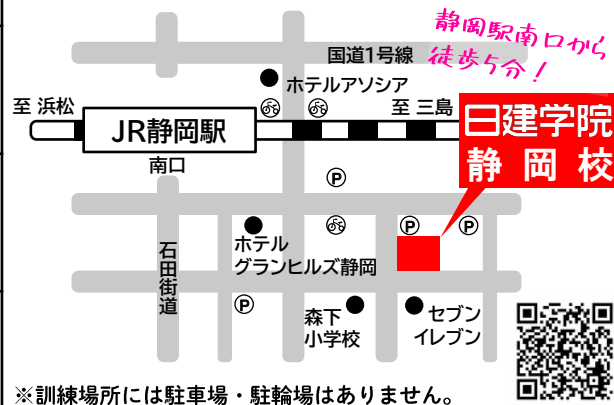 静岡駅南口から
徒歩5分！
国道1号線
ホテルアソシア
至 浜松
至 三島
JR静岡駅
日建学院
静岡校
南口
P
P
P
ホテル
グランヒルズ静岡
石田街道
P
森下
小学校
セブン
イレブン
※訓練場所には駐車場・駐輪場はありません。